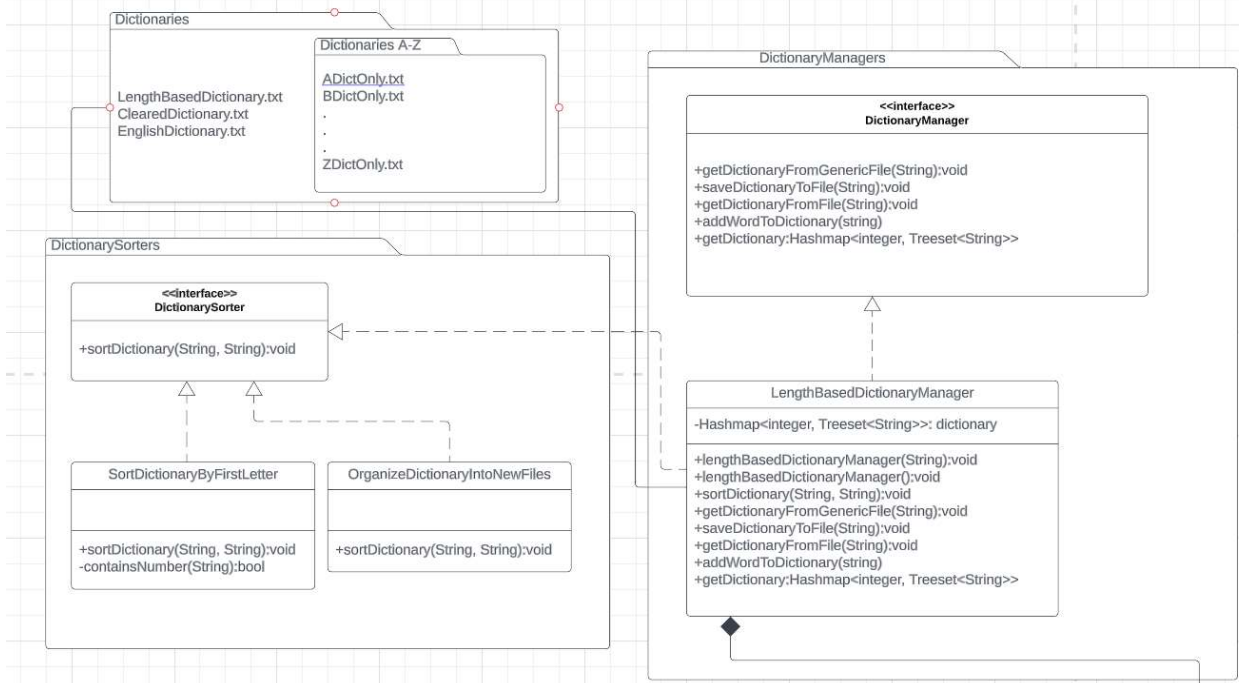 Dictionaries
LengthBasedDictionary.txt
ClearedDictionary.txt
EnglishDictionary.txt
Dictionaries A-Z
ADictOnly.txt
BDictOnly.txt
.
.
.
ZDictOnly.txt
DictionaryManagers
<<interface>>
DictionaryManager
+getDictionaryFromGenericFile(String):void
+saveDictionaryToFile(String):void
+getDictionaryFromFile(String):void
+addWordToDictionary(string)
+getDictionary:Hashmap<integer, Treeset<String>>
DictionarySorters
<<interface>>
DictionarySorter
+sortDictionary(String, String):void
SortDictionaryByFirstLetter
+sortDictionary(String, String):void
-containsNumber(String):bool
OrganizeDictionaryIntoNewFiles
+sortDictionary(String, String):void
LengthBasedDictionaryManager
-Hashmap<integer, Treeset<String>>: dictionary
+lengthBasedDictionaryManager(String):void
+lengthBasedDictionaryManager():void
+sortDictionary(String, String):void
+getDictionaryFromGenericFile(String):void
+saveDictionaryToFile(String):void
+getDictionaryFromFile(String):void
+addWordToDictionary(string)
+getDictionary:Hashmap<integer, Treeset<String>>